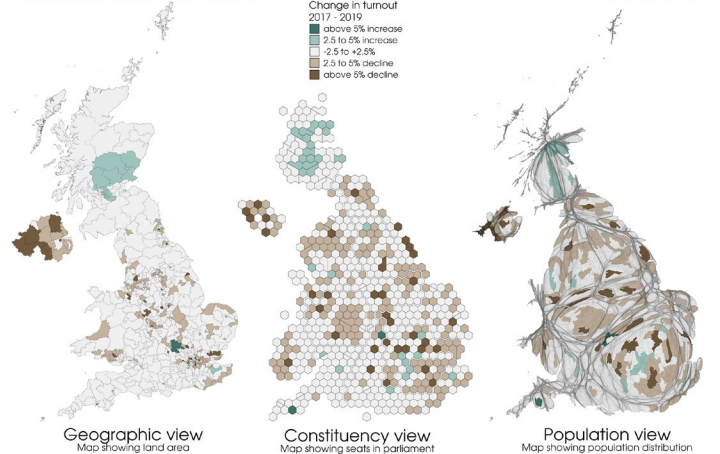 Change in turnout
2017 - 2019
above 5% increase
2.5 to 5% increase
-2.5 to +2.5%
2.5 to 5% decline
above 5% decline
Geographic view
Map showing land area
Constituency view
Map showing seats in parliament
Population view
Map showing population distribution